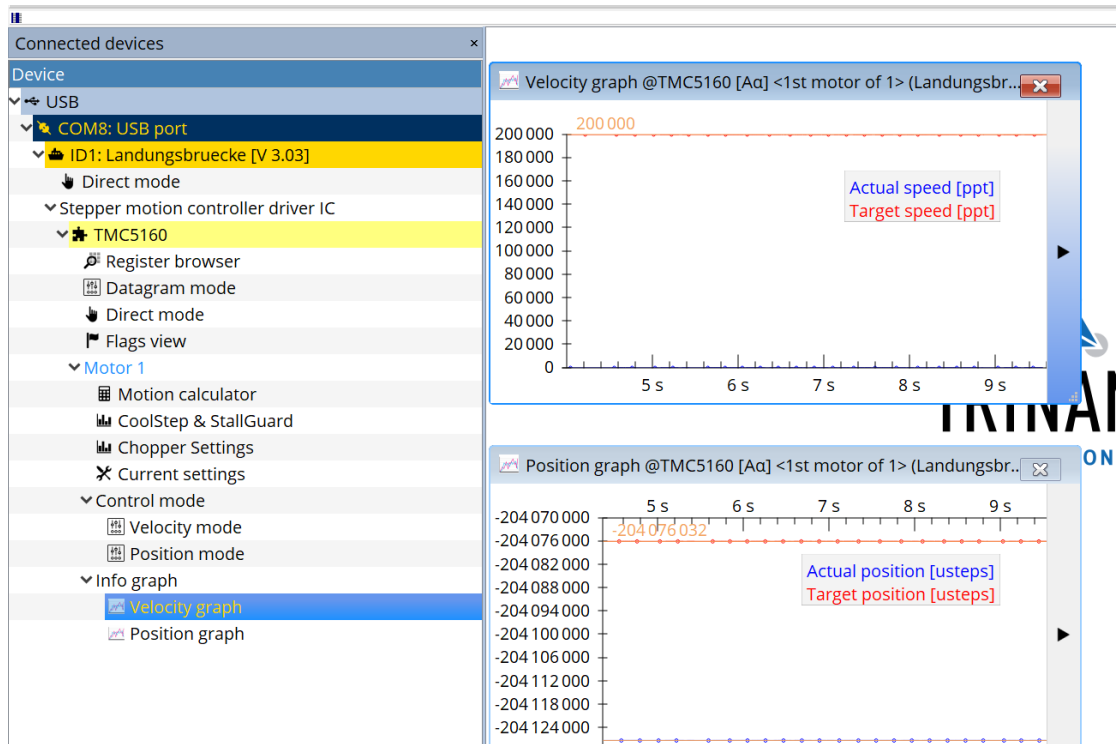 Connected devices
×
Device
USB
COM8: USB port
ID1: Landungsbruecke [V 3.03]
Direct mode
Stepper motion controller driver IC
TMC5160
Register browser
Datagram mode
Direct mode
Flags view
Motor 1
Motion calculator
CoolStep & StallGuard
Chopper Settings
Current settings
Control mode
Velocity mode
Position mode
Info graph
Velocity graph
Position graph
Velocity graph @TMC5160 [Aα] <1st motor of 1> (Landungsbr...
200 000
200 000
180 000
160 000
140 000
120 000
100 000
80 000
60 000
40 000
20 000
0
Actual speed [ppt]
Target speed [ppt]
5 s 6 s 7 s 8 s 9 s
TRINAM
ON
Position graph @TMC5160 [Aα] <1st motor of 1> (Landungsbr..
5 s 6 s 7 s 8 s 9 s
-204 070 000
-204 076 032
-204 076 000
-204 082 000
-204 088 000
-204 094 000
-204 100 000
-204 106 000
-204 112 000
-204 118 000
-204 124 000
Actual position [usteps]
Target position [usteps]